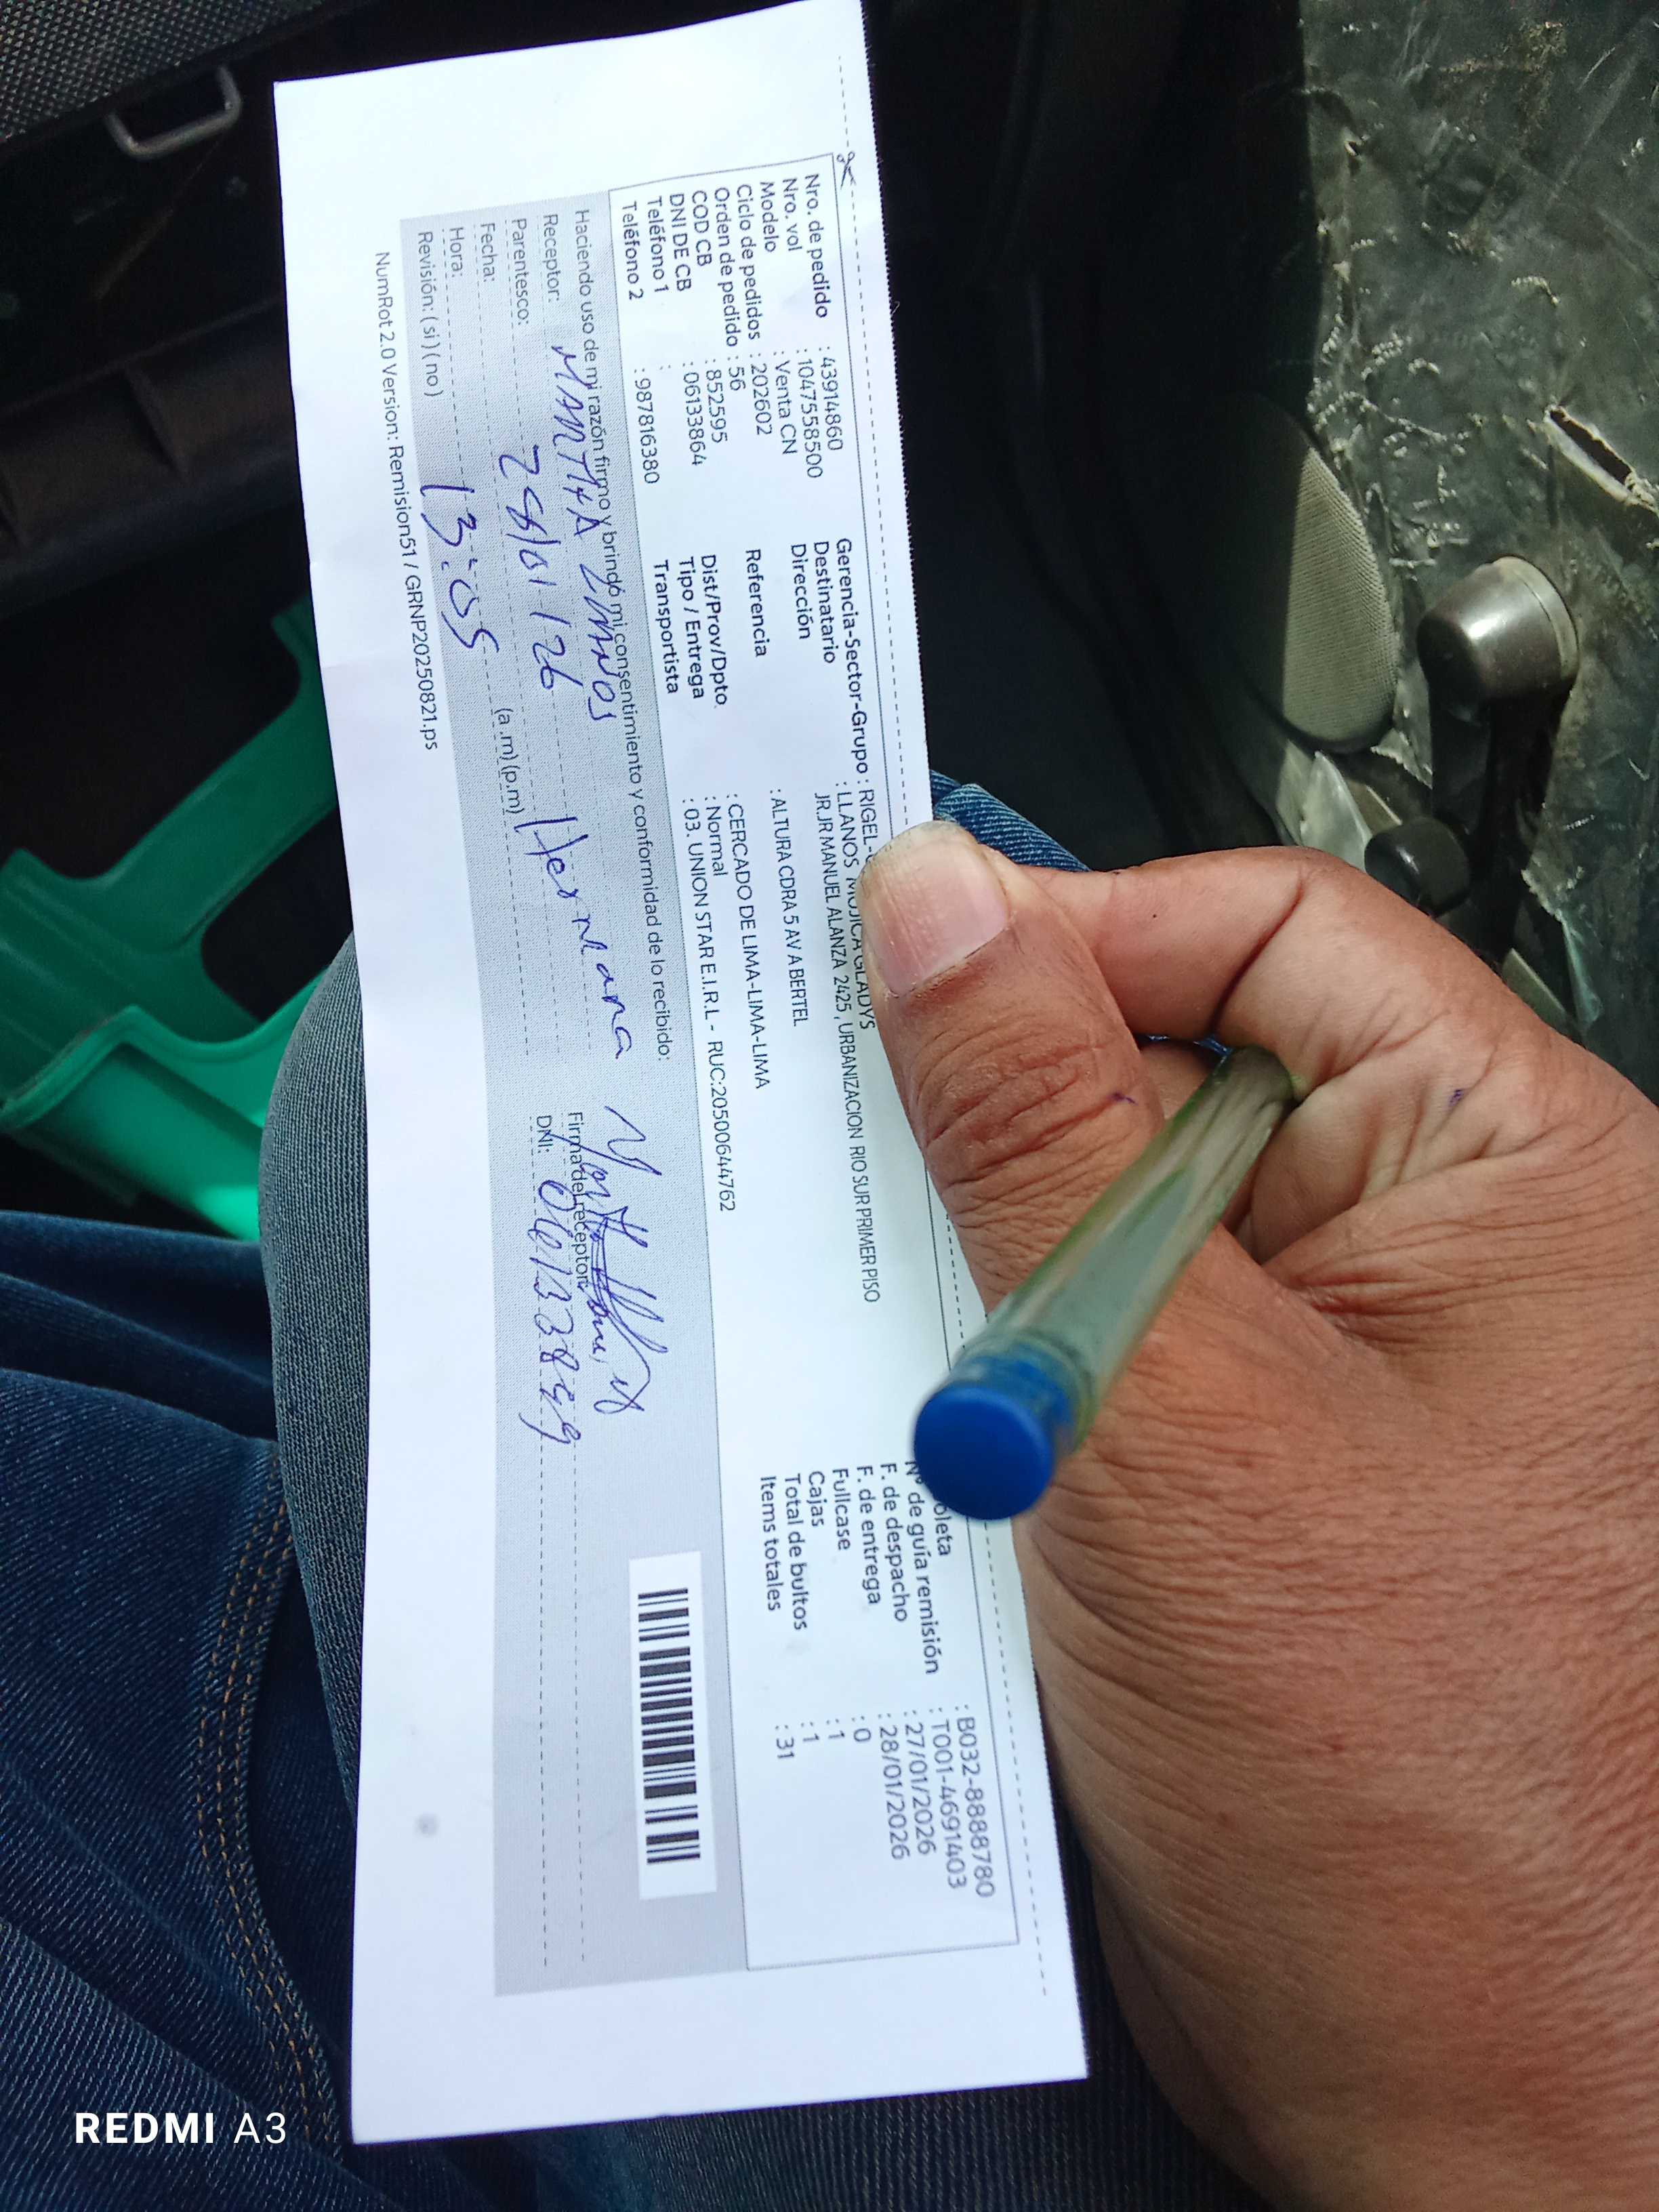 Nro. de pedido : 43914860
Nro. vol : 104758500
Modelo : Venta CN
Ciclo de pedidos : 202602
Orden de pedido : 56
COD CB : 852595
DNI DE CB : 06133864
Teléfono 1 :
Teléfono 2 : 987816380
Gerencia-Sector-Grupo : RIGEL-
Destinatario : LLANOS MOJICA GLADYS
Dirección JR.JR MANUEL ALANZA 2425 , URBANIZACION RIO SUR PRIMER PISO
Referencia : ALTURA CDRA 5 AV A BERTEL
Dist/Prov/Dpto. : CERCADO DE LIMA-LIMA-LIMA
Tipo / Entrega : Normal
Transportista : 03. UNION STAR E.I.R.L - RUC:20500644762
oleta : B032-8888780
N° de guía remisión : T001-46914403
F. de despacho : 27/01/2026
F. de entrega : 28/01/2026
Fullcase : 0
Cajas : 1
Total de bultos : 1
Items totales : 31
Haciendo uso de mi razón firmo y brindo mi consentimiento y conformidad de lo recibido:
Receptor: MARTHA LLANOS
Parentesco: Hermana
Fecha: 28/01/26
Hora: 13:05 (a.m) (p.m)
Revisión: ( si ) ( no )
Firma del receptor:
DNI:
NumRot 2.0 Version: Remision51 / GRNP20250821.ps
REDMI A3